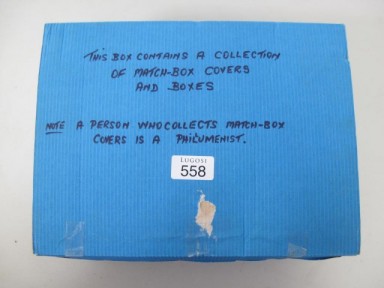 THIS BOX CONTAINS A COLLECTION
OF MATCH-BOX COVERS
AND BOXES
NOTE A PERSON WHO COLLECTS MATCH-BOX
COVERS IS A PHILUMENIST.
LUGOSI
558